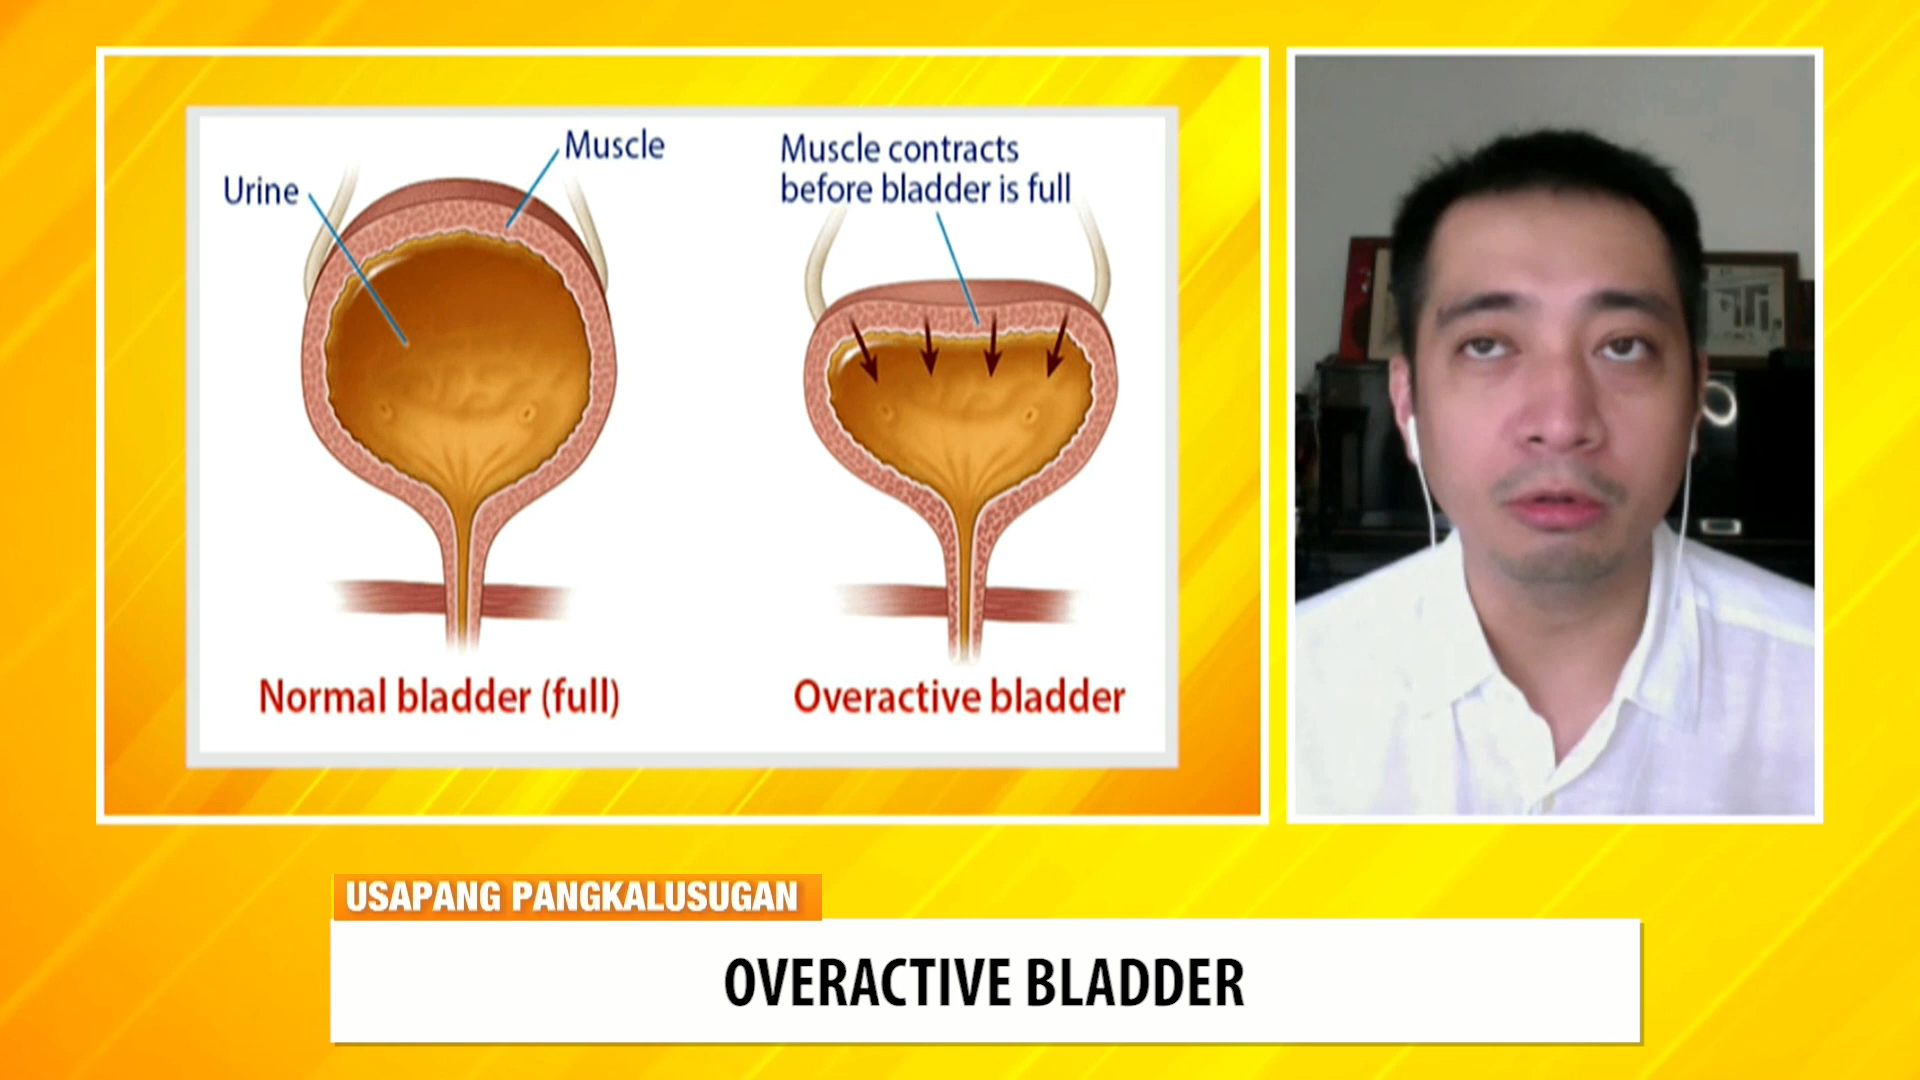 Urine
Muscle
Muscle contracts
before bladder is full
Normal bladder (full)
Overactive bladder
USAPANG PANGKALUSUGAN
OVERACTIVE BLADDER